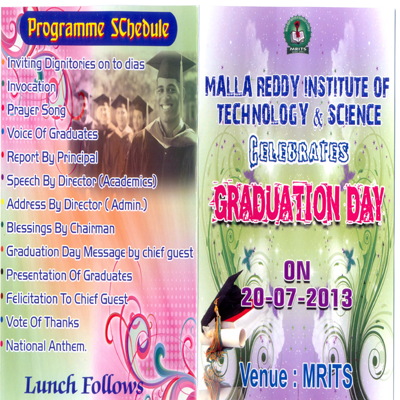 Programme SChedule
Inviting Dignitories on to dias
Invocation
Prayer Song
Voice Of Graduates
Report By Principal
Speech By Director (Academics)
Address By Director ( Admin.)
Blessings By Chairman
Graduation Day Message by chief guest
Presentation Of Graduates
Felicitation To Chief Guest
Vote Of Thanks
National Anthem.
Lunch Follows
MRITS
MALLA REDDY INSTITUTE OF
TECHNOLOGY & SCIENCE
CELEBRATES
GRADUATION DAY
ON
20-07-2013
Venue : MRITS